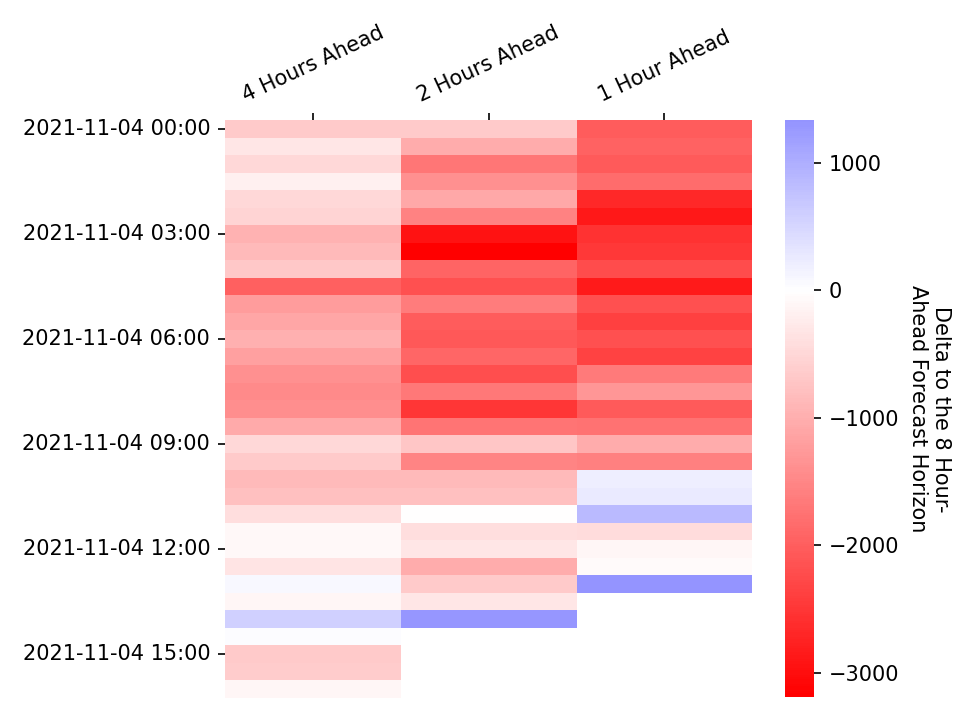 4 Hours Ahead
2 Hours Ahead
1 Hour Ahead
2021-11-04 00:00
2021-11-04 03:00
2021-11-04 06:00
2021-11-04 09:00
2021-11-04 12:00
2021-11-04 15:00
1000
0
−1000
−2000
−3000
Delta to the 8 Hour-
Ahead Forecast Horizon